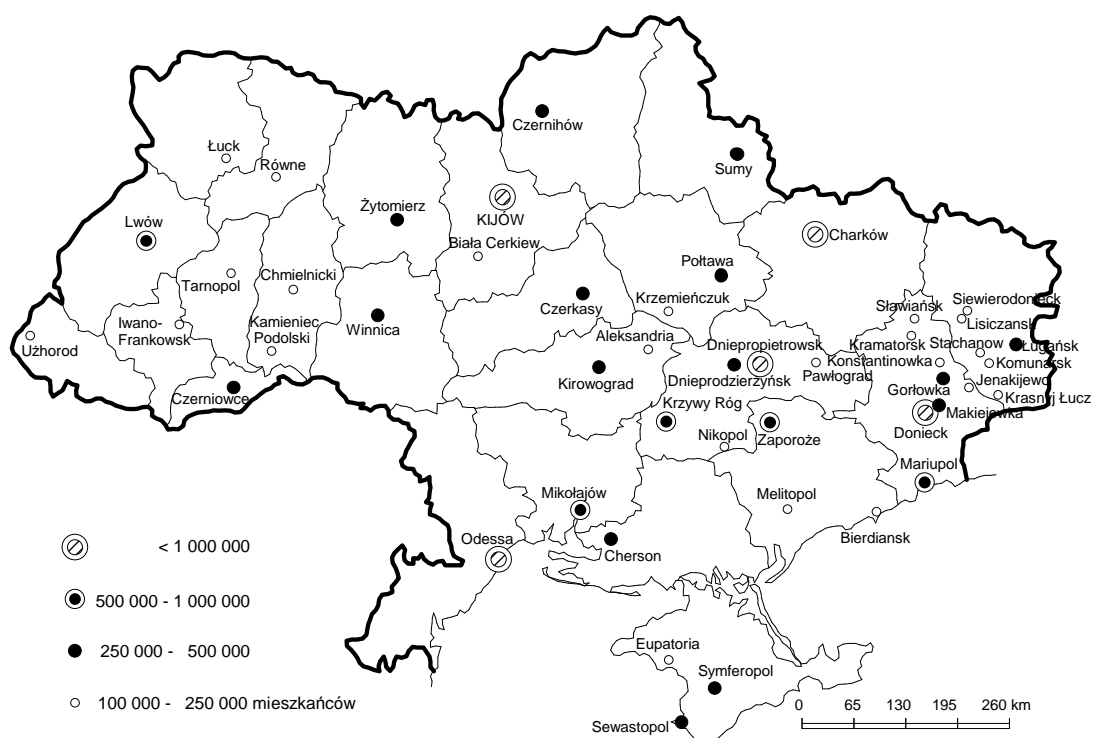 Czernihów
Sumy
Łuck
Równe
Żytomierz
KIJÓW
Lwów
Biała Cerkiew
Charków
Połtawa
Tarnopol
Chmielnicki
Winnica
Czerkasy
Krzemieńczuk
Sławiańsk
Siewierodonieck
Lisiczansk
Iwano-
Frankowsk
Kamieniec
Podolski
Aleksandria
Dniepropietrowsk
Kramatorsk
Stachanow
Ługańsk
Użhorod
Konstantinowka
Komunarsk
Pawłograd
Kirowograd
Dnieprodzierżyńsk
Jenakijewo
Gorłowka
Krasnyj Łucz
Czerniowce
Krzywy Róg
Makiejewka
Nikopol
Zaporoże
Donieck
Mariupol
Mikołajów
Melitopol
Bierdiansk
Odessa
Cherson
< 1 000 000
500 000 - 1 000 000
250 000 - 500 000
100 000 - 250 000 mieszkańców
Eupatoria
Symferopol
Sewastopol
0 65 130 195 260 km